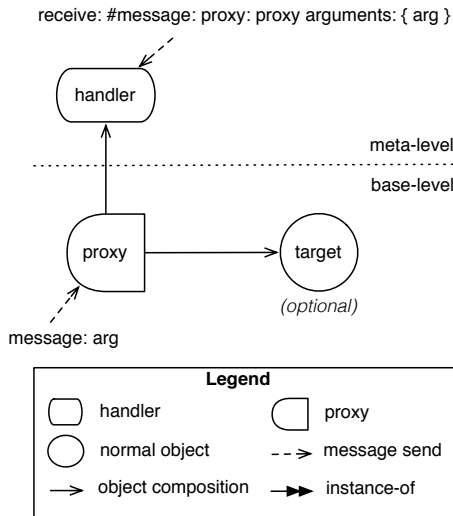 receive: #message: proxy: proxy arguments: { arg }
handler
meta-level
base-level
proxy
target
(optional)
message: arg
Legend
handler
proxy
normal object
message send
object composition
instance-of